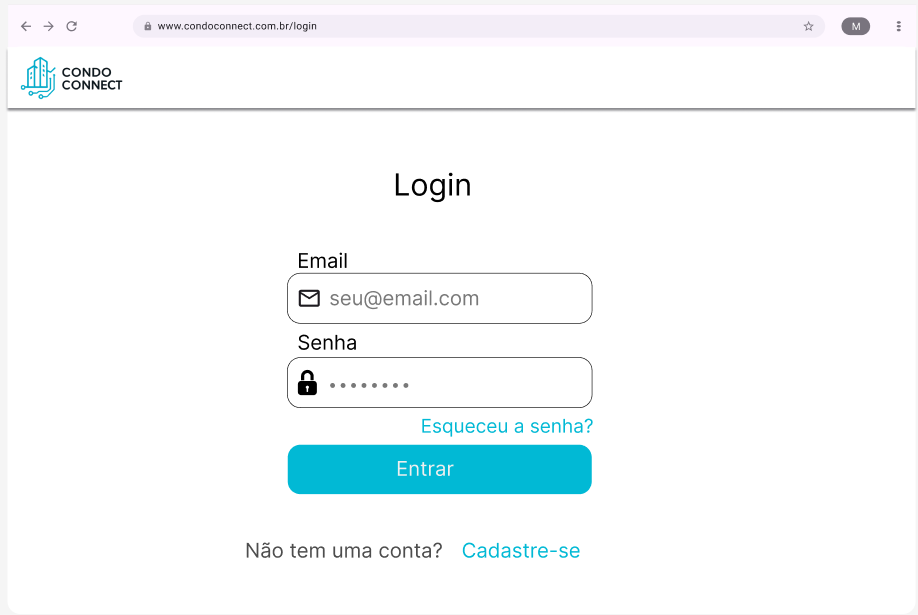 www.condoconnect.com.br/login
M
CONDO
CONNECT
Login
Email
seu@email.com
Senha
Esqueceu a senha?
Entrar
Não tem uma conta? Cadastre-se